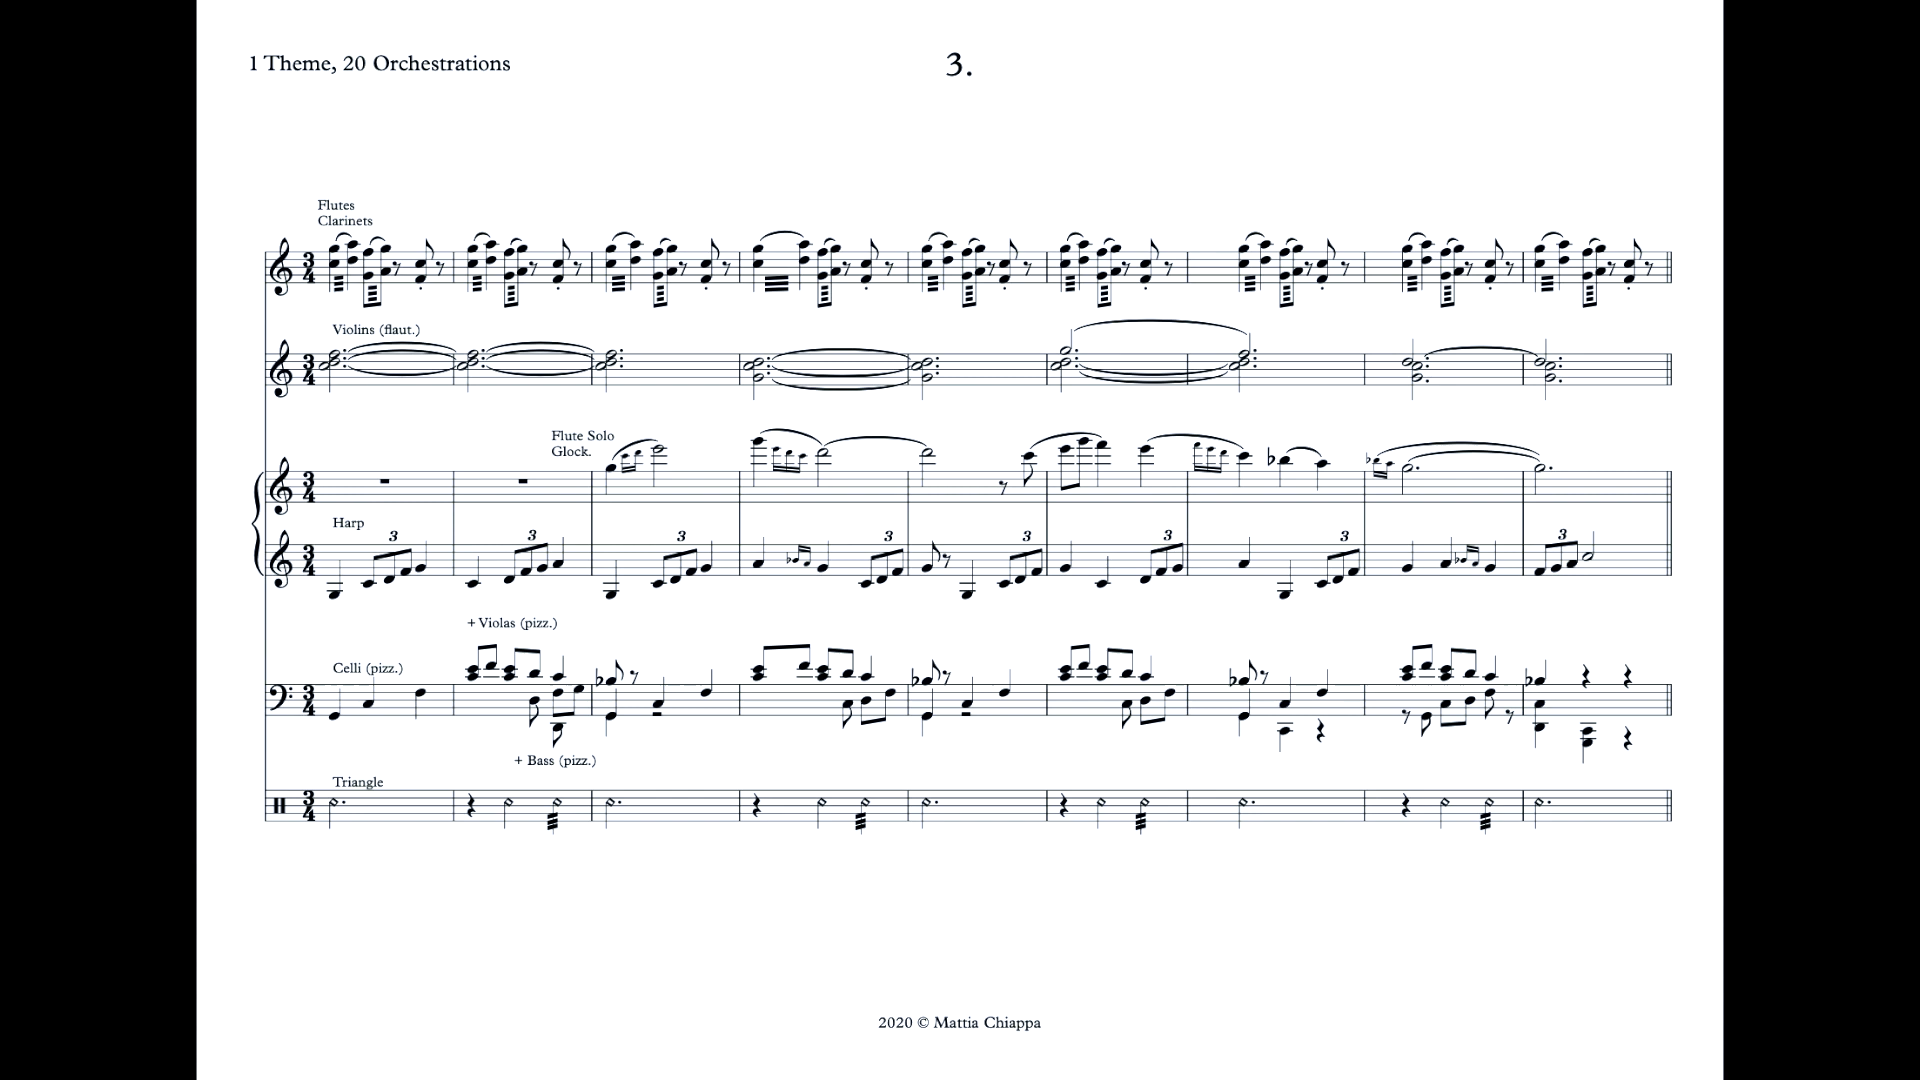 1 Theme, 20 Orchestrations
3.
Flutes
Clarinets
Violins (flaut.)
Flute Solo
Glock.
Harp
3 3 3 3 3 3 3 3
+ Violas (pizz.)
Celli (pizz.)
+ Bass (pizz.)
Triangle
2020 © Mattia Chiappa